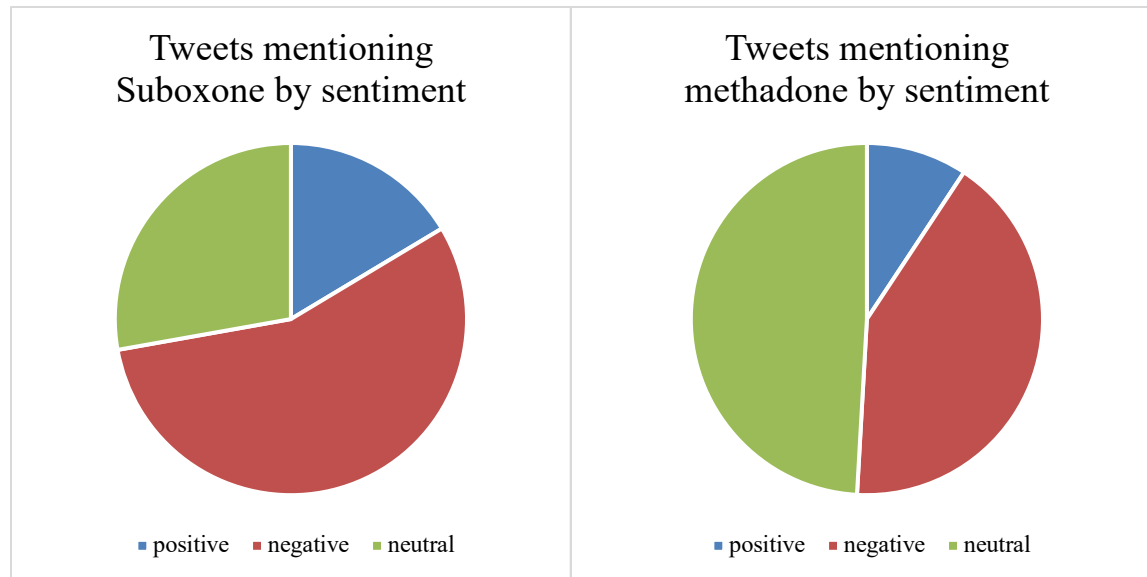 Tweets mentioning
Suboxone by sentiment
positive negative neutral
Tweets mentioning
methadone by sentiment
positive negative neutral